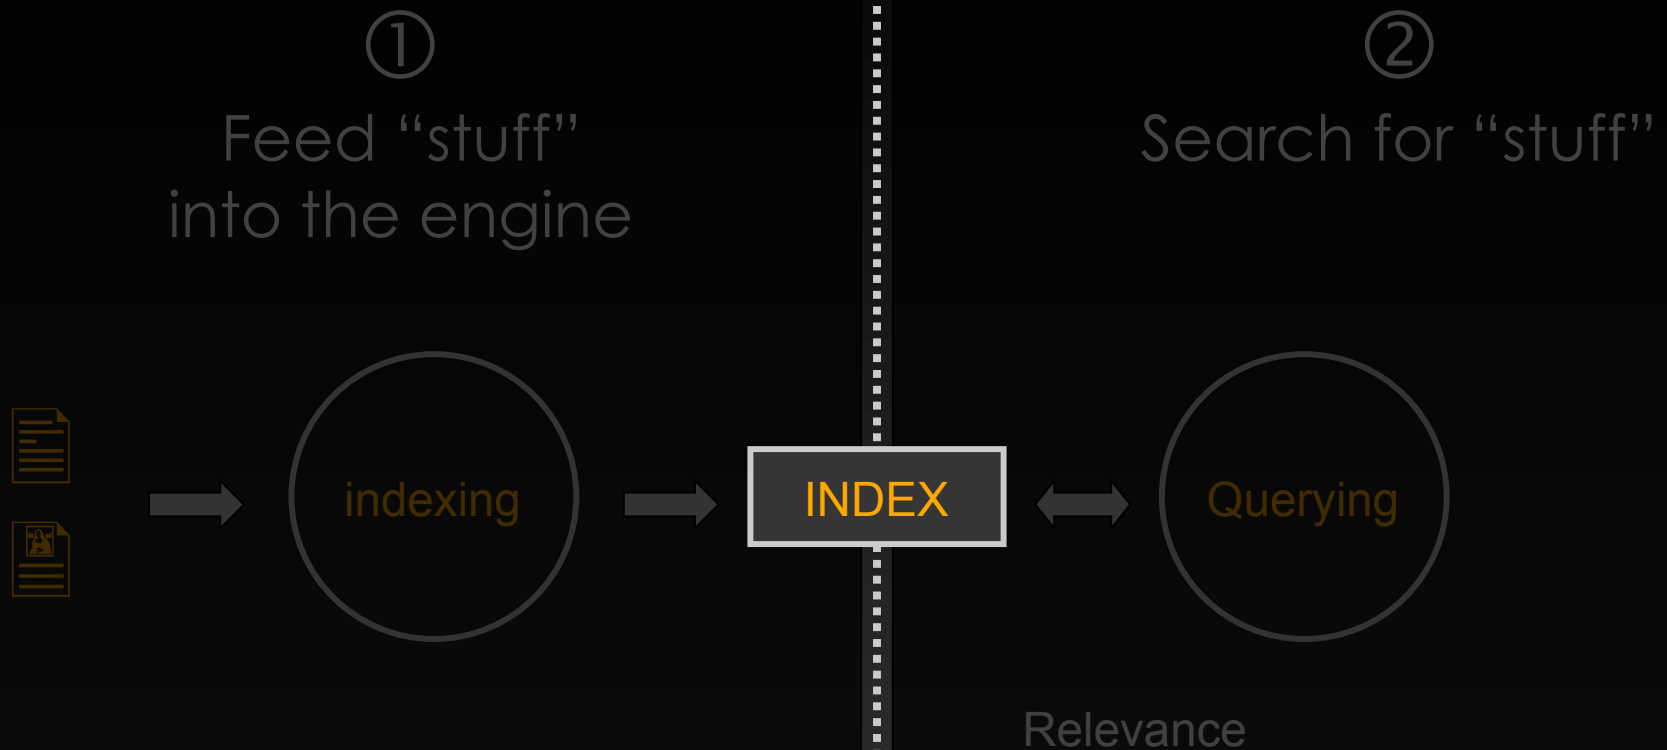 ①
Feed “stuff”
into the engine
②
Search for “stuff”
indexing
INDEX
Querying
Relevance